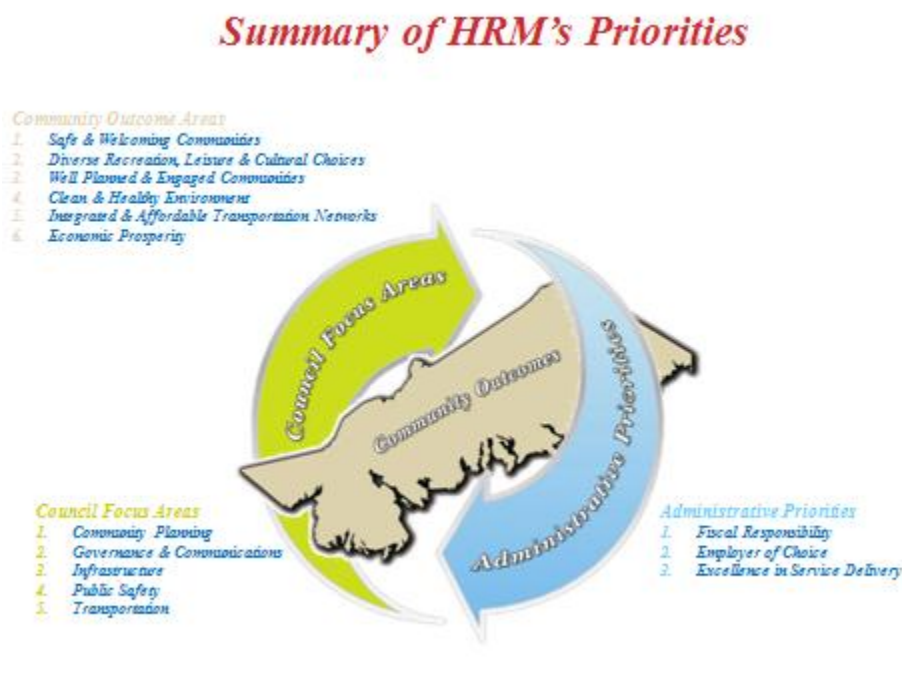 Summary of HRM's Priorities
Community Outcome Areas
1. Safe & Welcoming Communities
2. Diverse Recreation, Leisure & Cultural Choices
3. Well Planned & Engaged Communities
4. Clean & Healthy Environment
5. Integrated & Affordable Transportation Networks
6. Economic Prosperity
Council Focus Areas
Community Outcomes
Administrative Priorities
Council Focus Areas
1. Community Planning
2. Governance & Communications
3. Infrastructure
4. Public Safety
5. Transportation
Administrative Priorities
1. Fiscal Responsibility
2. Employer of Choice
3. Excellence in Service Delivery